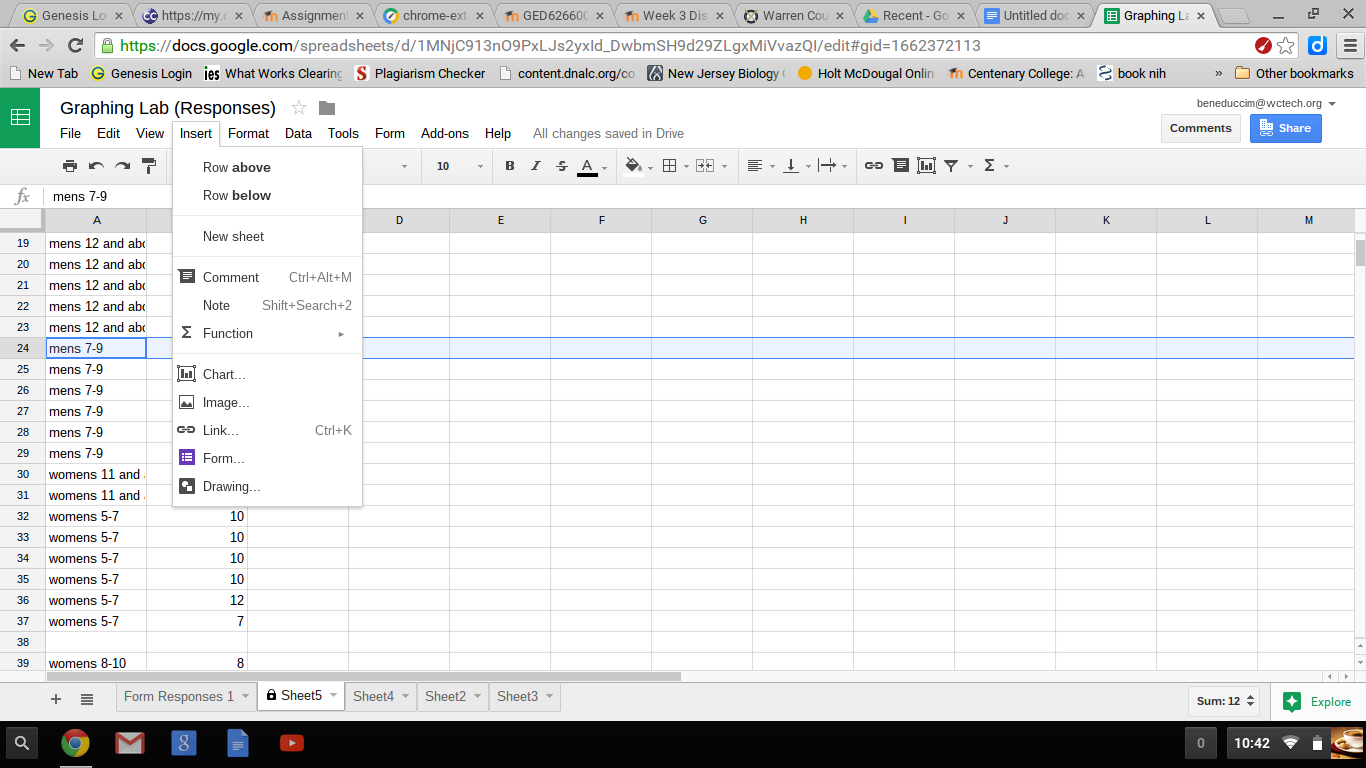 Genesis Lo
https://my.c
Assignment
chrome-ext
GED626600
Week 3 Dis
Warren Cou
Recent - Go
Untitled doc
Graphing La
https://docs.google.com/spreadsheets/d/1MNjC913nO9PxLJs2yxId_DwbmSH9d29ZLgxMiVvazQI/edit#gid=1662372113
New Tab
Genesis Login
ies What Works Clearing
S Plagiarism Checker
content.dnalc.org/co
New Jersey Biology
Holt McDougal Onlin
Centenary College: A
book nih
» Other bookmarks
Graphing Lab (Responses)
beneduccim@wctech.org
File Edit View Insert Format Data Tools Form Add-ons Help All changes saved in Drive
Comments Share
10 B I S A Σ
fx mens 7-9
Row above
Row below
New sheet
Comment Ctrl+Alt+M
Note Shift+Search+2
Σ Function
Chart...
Image...
Link... Ctrl+K
Form...
Drawing...
A D E F G H I J K L M
19 mens 12 and abo
20 mens 12 and abo
21 mens 12 and abo
22 mens 12 and abo
23 mens 12 and abo
24 mens 7-9
25 mens 7-9
26 mens 7-9
27 mens 7-9
28 mens 7-9
29 mens 7-9
30 womens 11 and
31 womens 11 and
32 womens 5-7 10
33 womens 5-7 10
34 womens 5-7 10
35 womens 5-7 10
36 womens 5-7 12
37 womens 5-7 7
38
39 womens 8-10 8
+ Form Responses 1 Sheet5 Sheet4 Sheet2 Sheet3
Sum: 12 Explore
0 10:42